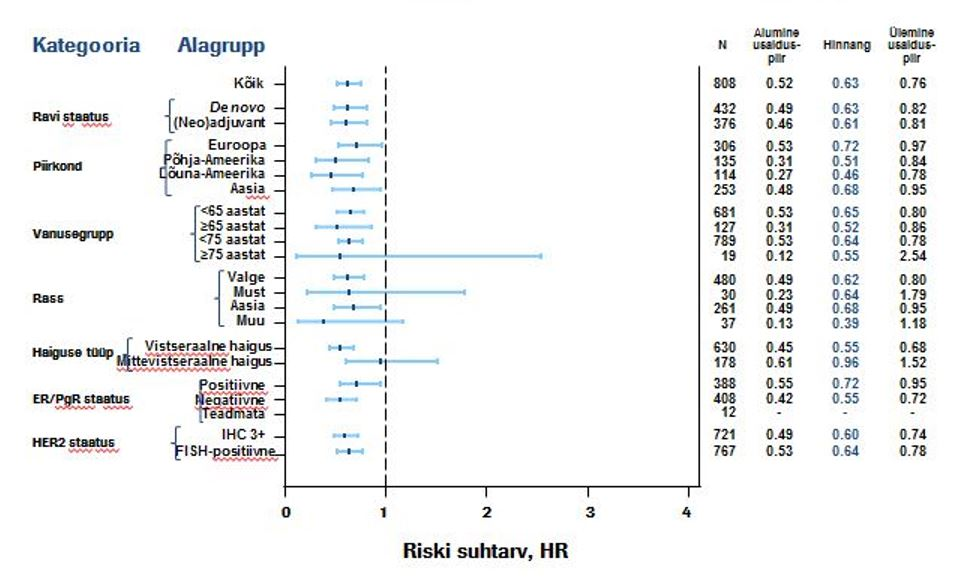 Kategooria Alagrupp N Alumine usaldus-piir Hinnang Ülemine usaldus-piir
Kõik 808 0.52 0.63 0.76
Ravi staatus
De novo 432 0.49 0.63 0.82
(Neo)adjuvant 376 0.46 0.61 0.81
Piirkond
Euroopa 306 0.53 0.72 0.97
Põhja-Ameerika 135 0.31 0.51 0.84
Lõuna-Ameerika 114 0.27 0.46 0.78
Aasia 253 0.48 0.68 0.95
Vanusegrupp
<65 aastat 681 0.53 0.65 0.80
≥65 aastat 127 0.31 0.52 0.86
<75 aastat 789 0.53 0.64 0.78
≥75 aastat 19 0.12 0.55 2.54
Rass
Valge 480 0.49 0.62 0.80
Must 30 0.23 0.64 1.79
Aasia 261 0.49 0.68 0.95
Muu 37 0.13 0.39 1.18
Haiguse tüüp
Vistseraalne haigus 630 0.45 0.55 0.68
Mittevistseraalne haigus 178 0.61 0.96 1.52
ER/PgR staatus
Positiivne 388 0.55 0.72 0.95
Negatiivne 408 0.42 0.55 0.72
Teadmata 12 - - -
HER2 staatus
IHC 3+ 721 0.49 0.60 0.74
FISH-positiivne 767 0.53 0.64 0.78
0 1 2 3 4
Riski suhtarv, HR